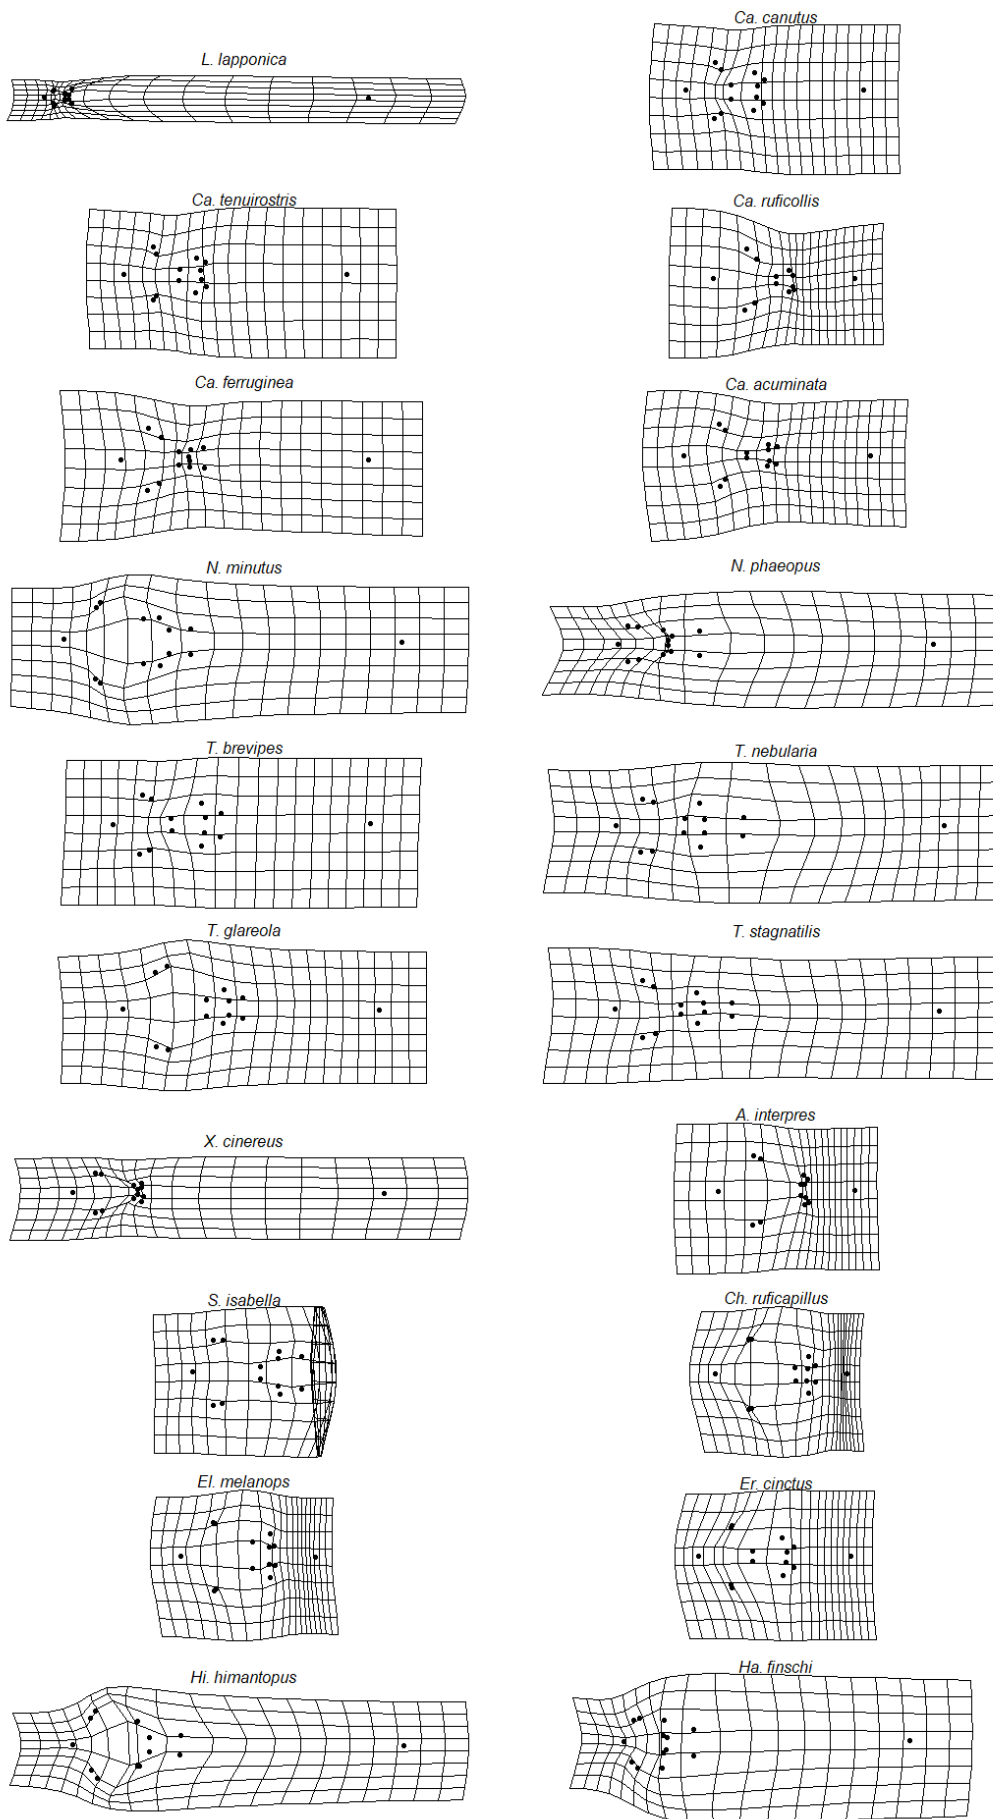 L. lapponica
Ca. canutus
Ca. tenuirostris
Ca. ruficollis
Ca. ferruginea
Ca. acuminata
N. minutus
N. phaeopus
T. brevipes
T. nebularia
T. glareola
T. stagnatilis
X. cinereus
A. interpres
S. isabella
Ch. ruficapillus
El. melanops
Er. cinctus
Hi. himantopus
Ha. finschi